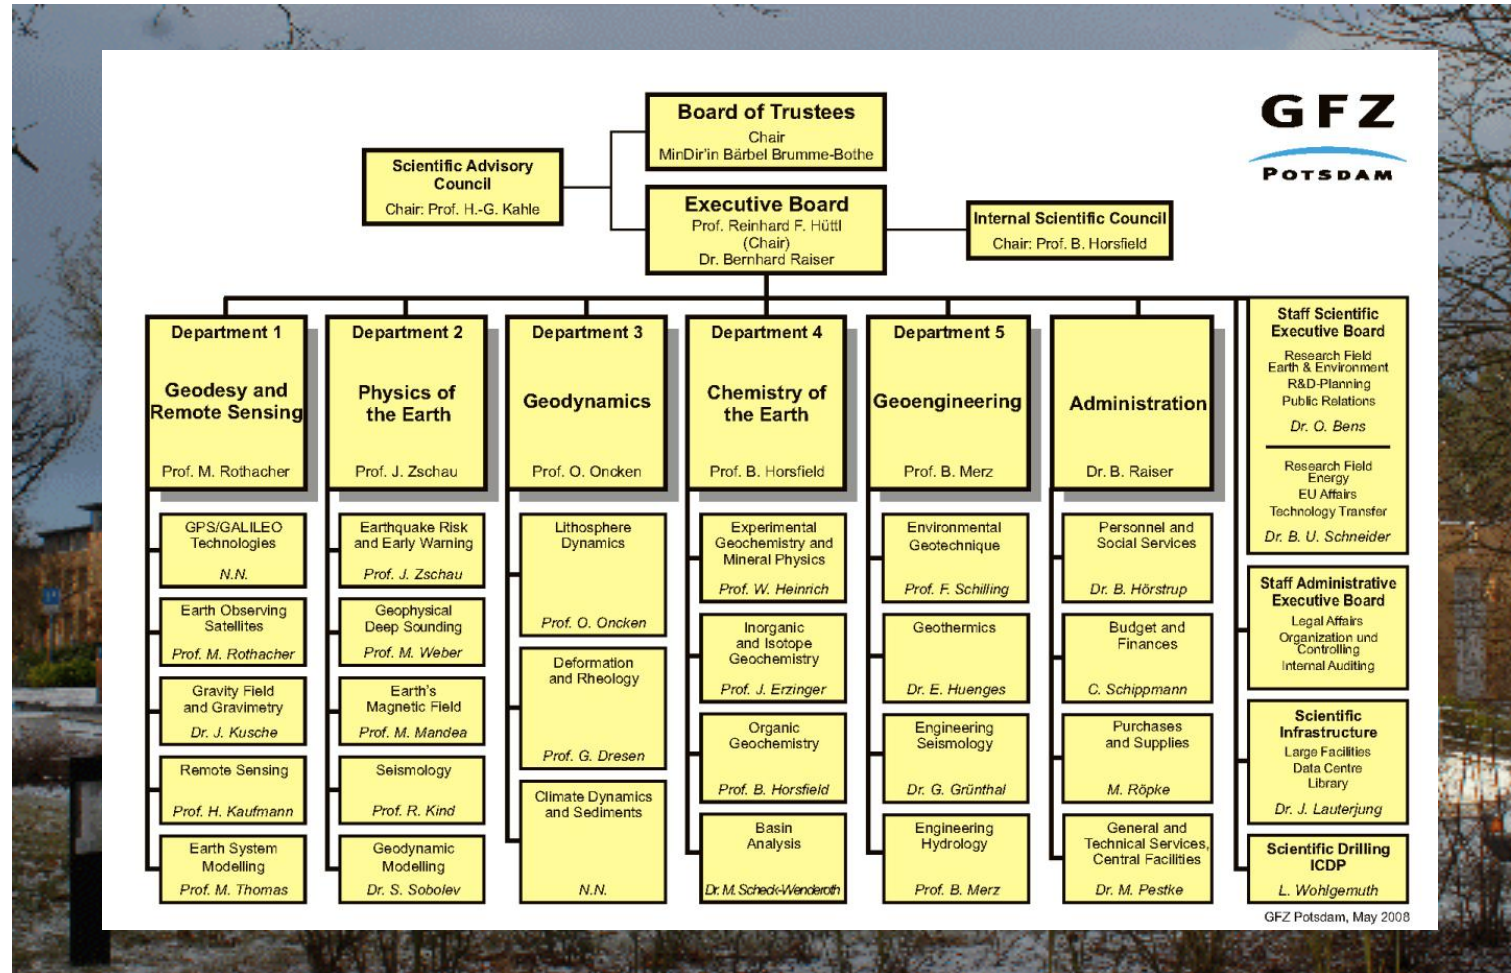 GFZ
POTSDAM
Board of Trustees
Chair
MinDir'in Bärbel Brumme-Bothe
Scientific Advisory
Council
Chair: Prof. H.-G. Kahle
Executive Board
Prof. Reinhard F. Hüttl
(Chair)
Dr. Bernhard Raiser
Internal Scientific Council
Chair: Prof. B. Horsfield
Department 1
Geodesy and
Remote Sensing
Prof. M. Rothacher
GPS/GALILEO
Technologies
N.N.
Earth Observing
Satellites
Prof. M. Rothacher
Gravity Field
and Gravimetry
Dr. J. Kusche
Remote Sensing
Prof. H. Kaufmann
Earth System
Modelling
Prof. M. Thomas
Department 2
Physics of
the Earth
Prof. J. Zschau
Earthquake Risk
and Early Warning
Prof. J. Zschau
Geophysical
Deep Sounding
Prof. M. Weber
Earth's
Magnetic Field
Prof. M. Mandea
Seismology
Prof. R. Kind
Geodynamic
Modelling
Dr. S. Sobolev
Department 3
Geodynamics
Prof. O. Oncken
Lithosphere
Dynamics
Prof. O. Oncken
Deformation
and Rheology
Prof. G. Dresen
Climate Dynamics
and Sediments
N.N.
Department 4
Chemistry of
the Earth
Prof. B. Horsfield
Experimental
Geochemistry and
Mineral Physics
Prof. W. Heinrich
Inorganic
and Isotope
Geochemistry
Prof. J. Erzinger
Organic
Geochemistry
Prof. B. Horsfield
Basin
Analysis
Dr. M. Scheck-Wenderoth
Department 5
Geoengineering
Prof. B. Merz
Environmental
Geotechnique
Prof. F. Schilling
Geothermics
Dr. E. Huenges
Engineering
Seismology
Dr. G. Grünthal
Engineering
Hydrology
Prof. B. Merz
Administration
Dr. B. Raiser
Personnel and
Social Services
Dr. B. Hörstrup
Budget and
Finances
C. Schippmann
Purchases
and Supplies
M. Röpke
General and
Technical Services,
Central Facilities
Dr. M. Pestke
Staff Scientific
Executive Board
Research Field
Earth & Environment
R&D-Planning
Public Relations
Dr. O. Bens
Research Field
Energy
EU Affairs
Technology Transfer
Dr. B. U. Schneider
Staff Administrative
Executive Board
Legal Affairs
Organization und
Controlling
Internal Auditing
Scientific
Infrastructure
Large Facilities
Data Centre
Library
Dr. J. Lauterjung
Scientific Drilling
ICDP
L. Wohlgemuth
GFZ Potsdam, May 2008